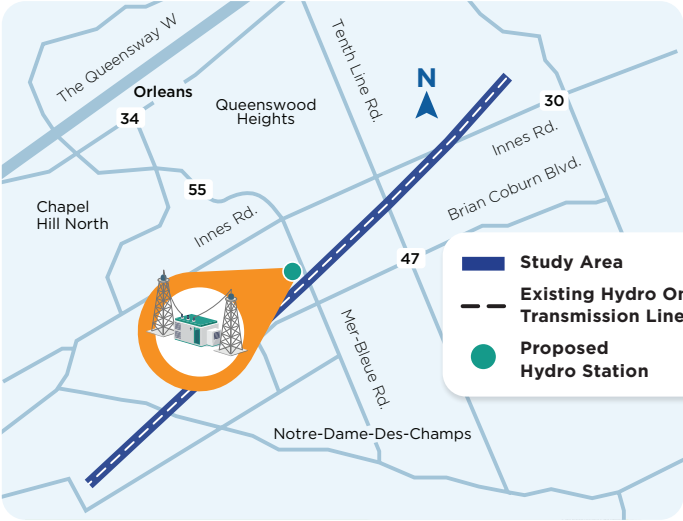 The Queensway W
Orleans
34
Queenswood
Heights
Tenth Line Rd.
N
30
Innes Rd.
Brian Coburn Blvd.
55
Chapel
Hill North
Innes Rd.
47
Mer-Bleue Rd.
Notre-Dame-Des-Champs
Study Area
Existing Hydro
Transmission Line
Proposed
Hydro Station